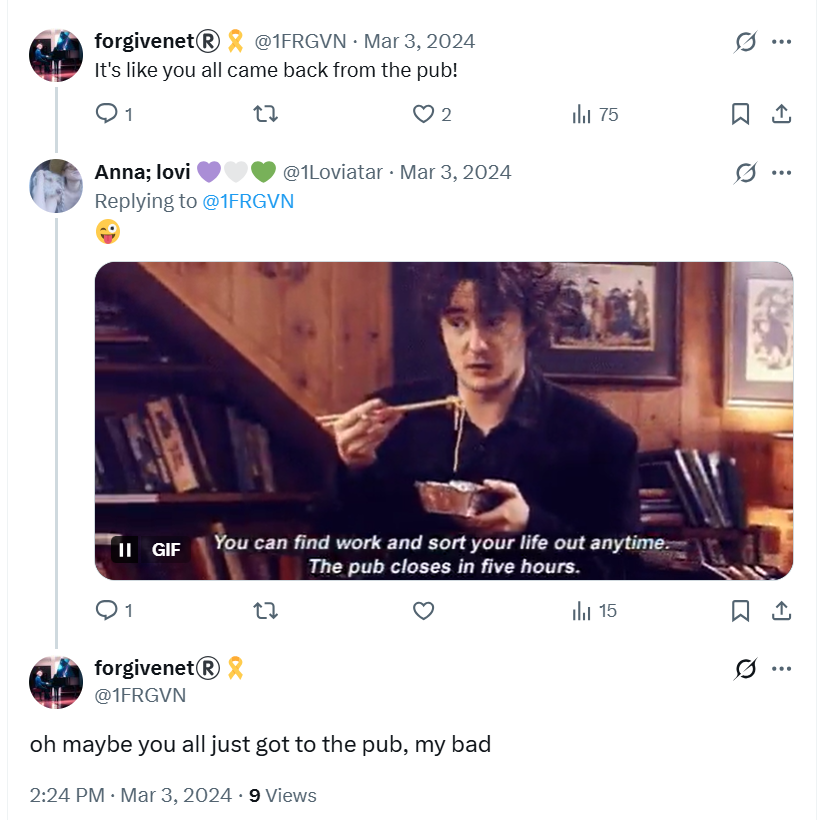 forgivenet® 🎗 @1FRGVN · Mar 3, 2024
It's like you all came back from the pub!
1 2 75
Anna; lovi 💜🤍💚 @1Loviatar · Mar 3, 2024
Replying to @1FRGVN
😜
You can find work and sort your life out anytime.
GIF
The pub closes in five hours.
1 15
forgivenet® 🎗
@1FRGVN
oh maybe you all just got to the pub, my bad
2:24 PM · Mar 3, 2024 · 9 Views